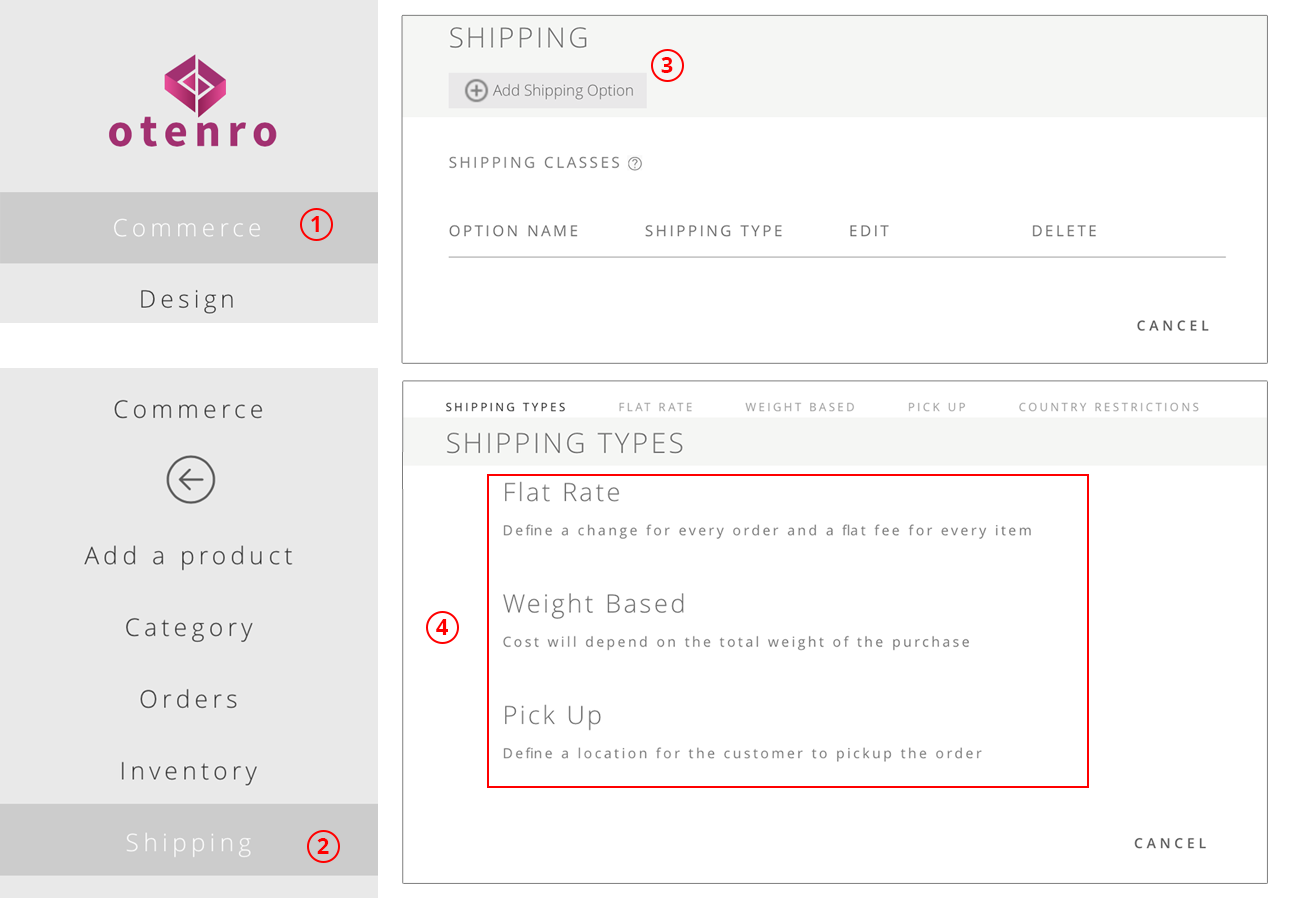 otenro
Commerce
1
Design
Commerce
Add a product
Category
Orders
Inventory
Shipping
2
SHIPPING
3
Add Shipping Option
SHIPPING CLASSES ?
OPTION NAME SHIPPING TYPE EDIT DELETE
CANCEL
SHIPPING TYPES FLAT RATE WEIGHT BASED PICK UP COUNTRY RESTRICTIONS
SHIPPING TYPES
Flat Rate
Define a change for every order and a flat fee for every item
Weight Based
4
Cost will depend on the total weight of the purchase
Pick Up
Define a location for the customer to pickup the order
CANCEL